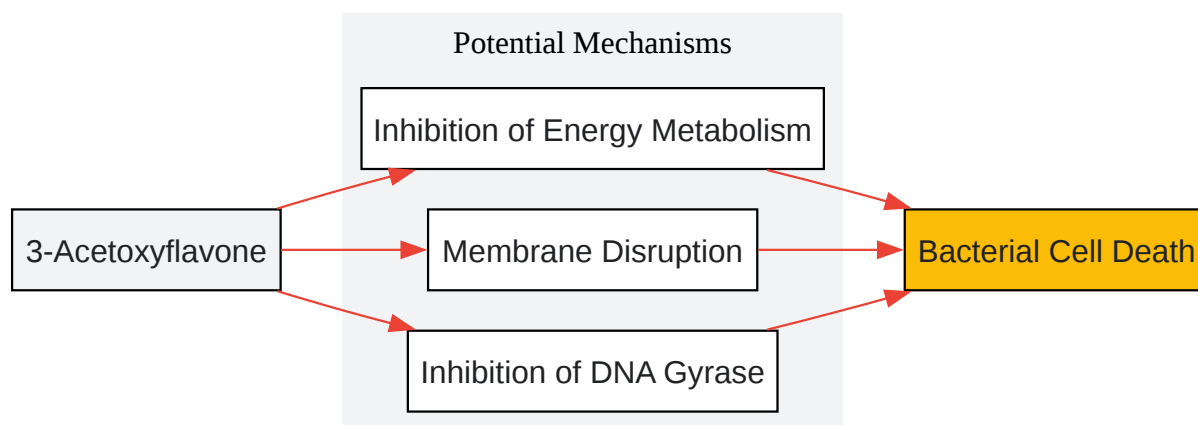 Potential Mechanisms
Inhibition of Energy Metabolism
3-Acetoxyflavone
Membrane Disruption
Bacterial Cell Death
Inhibition of DNA Gyrase